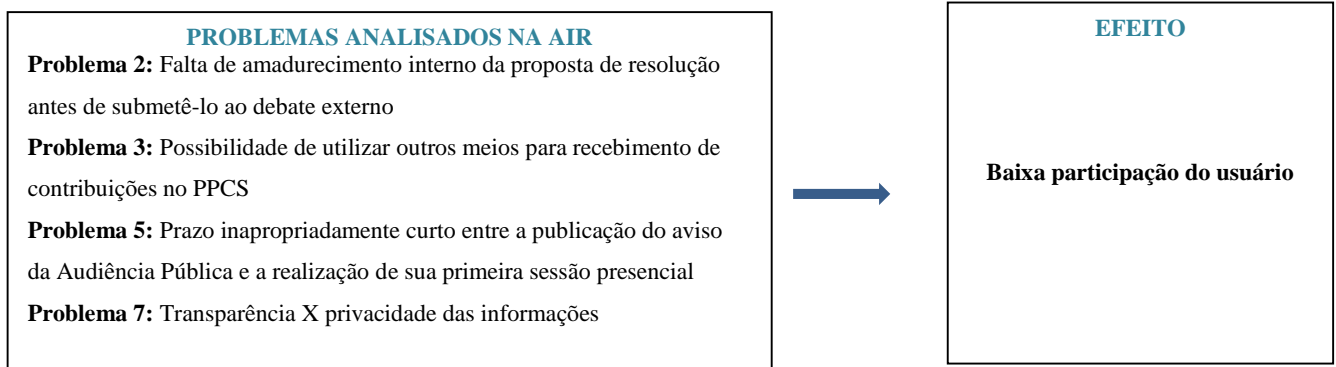 PROBLEMAS ANALISADOS NA AIR
Problema 2: Falta de amadurecimento interno da proposta de resolução
antes de submetê-lo ao debate externo
Problema 3: Possibilidade de utilizar outros meios para recebimento de
contribuições no PPCS
Problema 5: Prazo inapropriadamente curto entre a publicação do aviso
da Audiência Pública e a realização de sua primeira sessão presencial
Problema 7: Transparência X privacidade das informações
EFEITO
Baixa participação do usuário